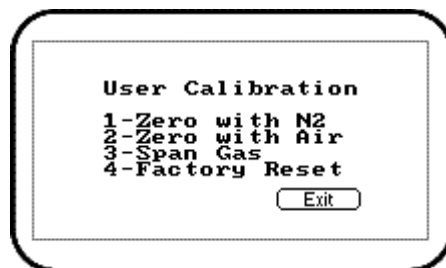 User Calibration
1-Zero with N2
2-Zero with Air
3-Span Gas
4-Factory Reset
Exit